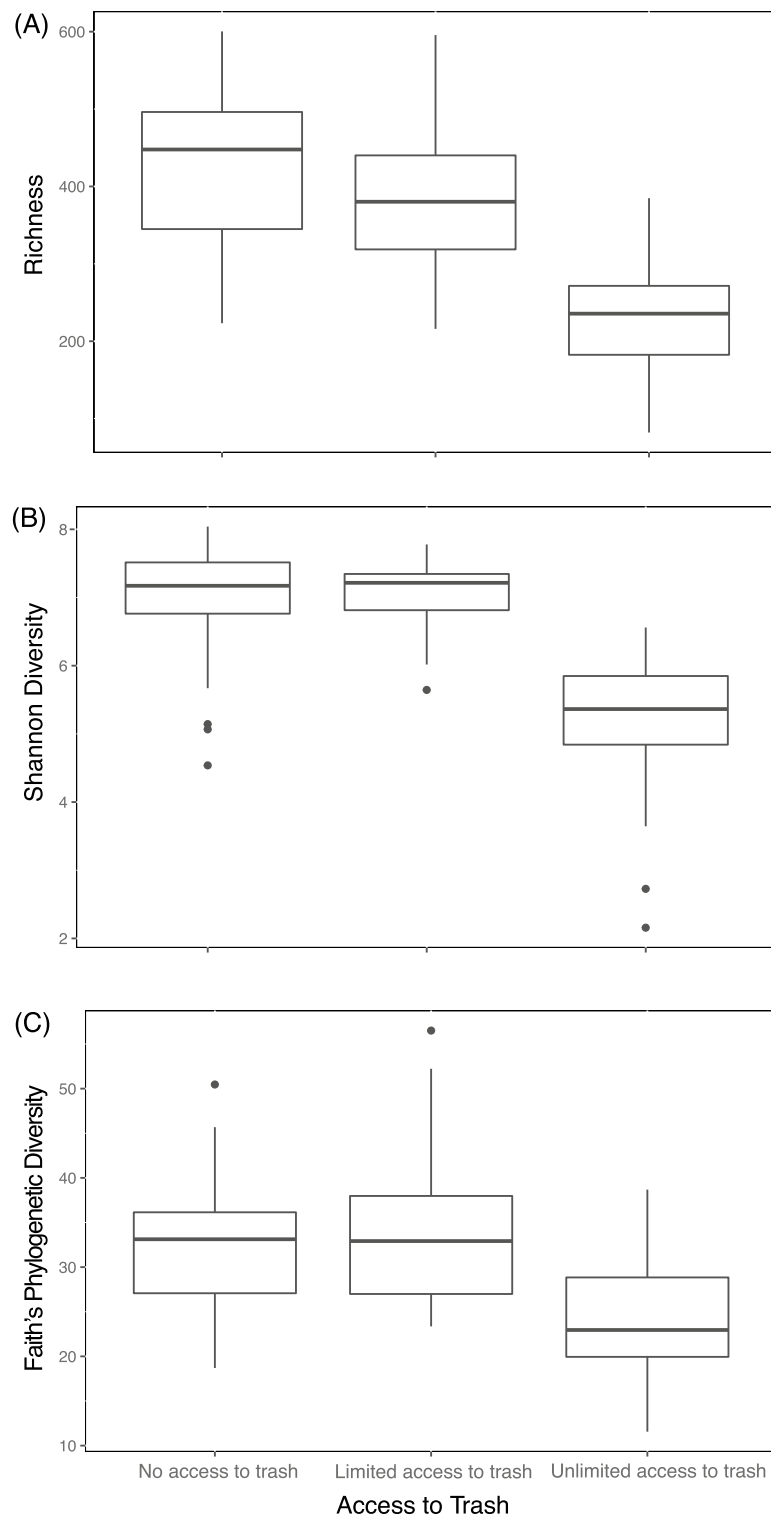 (A)
600
400
200
Richness
(B)
8
6
4
2
Shannon Diversity
(C)
50
40
30
20
10
Faith's Phylogenetic Diversity
No access to trash
Limited access to trash
Unlimited access to trash
Access to Trash